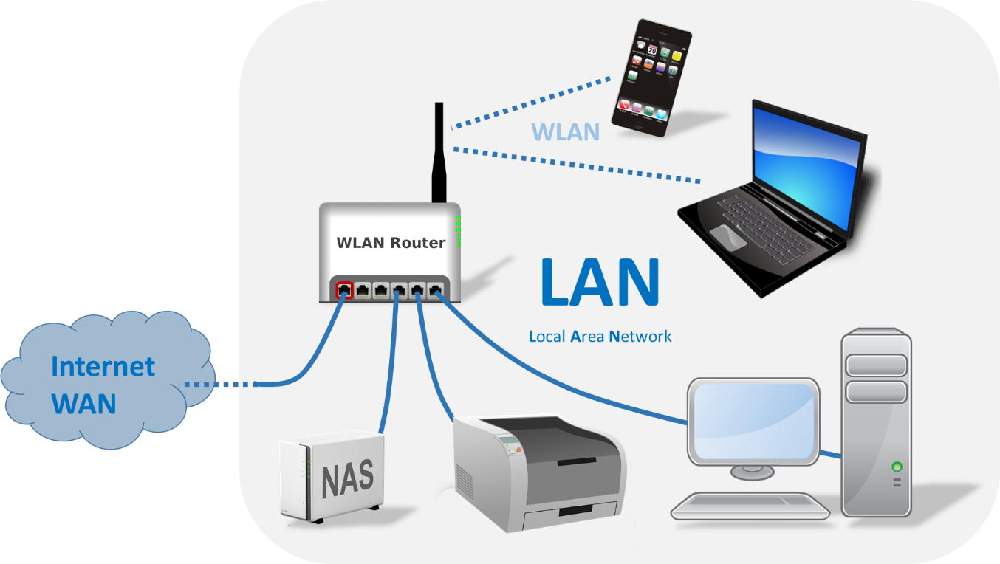 WLAN
WLAN Router
LAN
Local Area Network
Internet
WAN
NAS